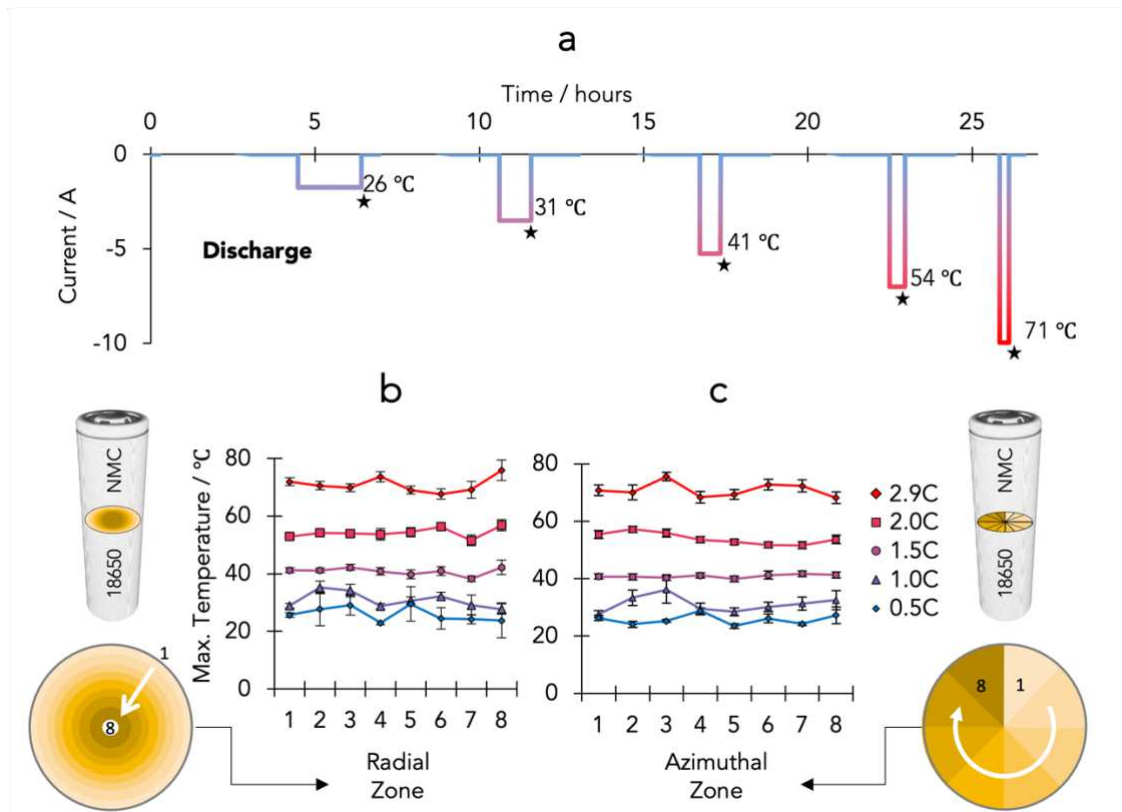 a
Time / hours
0 5 10 15 20 25
0
-5
-10
Current / A
Discharge
26 °C
★
31 °C
★
41 °C
★
54 °C
★
71 °C
★
b
c
NMC
18650
80
60
40
20
0
Max. Temperature / °C
1 2 3 4 5 6 7 8
Radial
Zone
80
60
40
20
0
1 2 3 4 5 6 7 8
Azimuthal
Zone
2.9C
2.0C
1.5C
1.0C
0.5C
NMC
18650
1
8
8 1